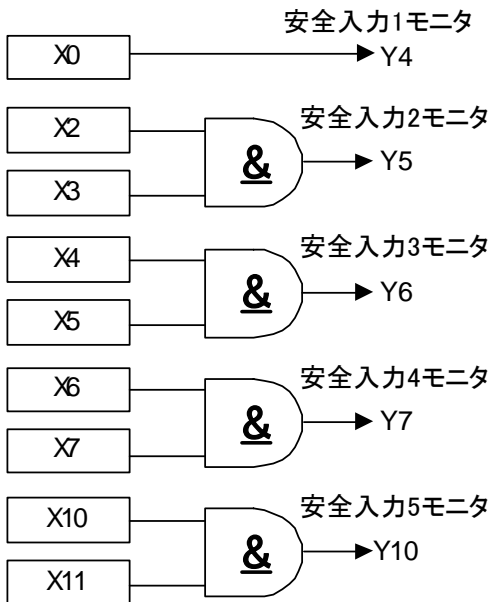 安全入力1モニタ
X0
Y4
安全入力2モニタ
X2
&
Y5
X3
安全入力3モニタ
X4
&
Y6
X5
安全入力4モニタ
X6
&
Y7
X7
安全入力5モニタ
X10
&
Y10
X11